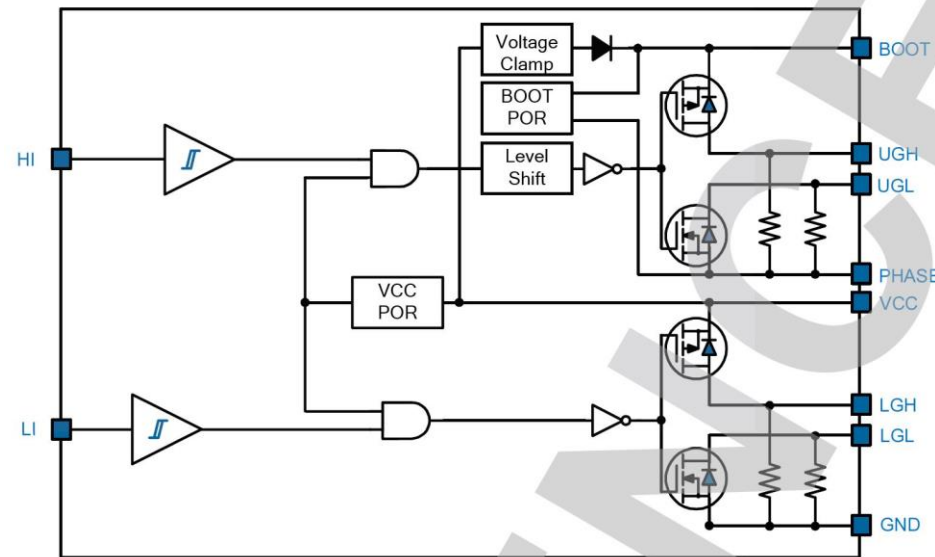 Voltage
Clamp
BOOT
BOOT
POR
HI
Level
Shift
UGH
UGL
PHASE
VCC
POR
VCC
LI
LGH
LGL
GND